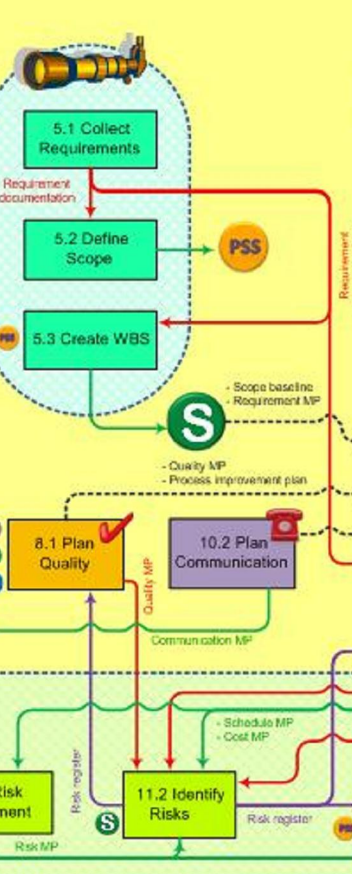 5.1 Collect
Requirements
Requirement
documentation
5.2 Define
Scope
PSS
Requirement
5.3 Create WBS
- Scope baseline
- Requirement MP
S
- Quality MP
- Process improvement plan
8.1 Plan
Quality
10.2 Plan
Communication
Quality MP
Communication MP
- Schedule MP
- Cost MP
Risk register
11.2 Identify
Risks
S
Risk register
Risk MP